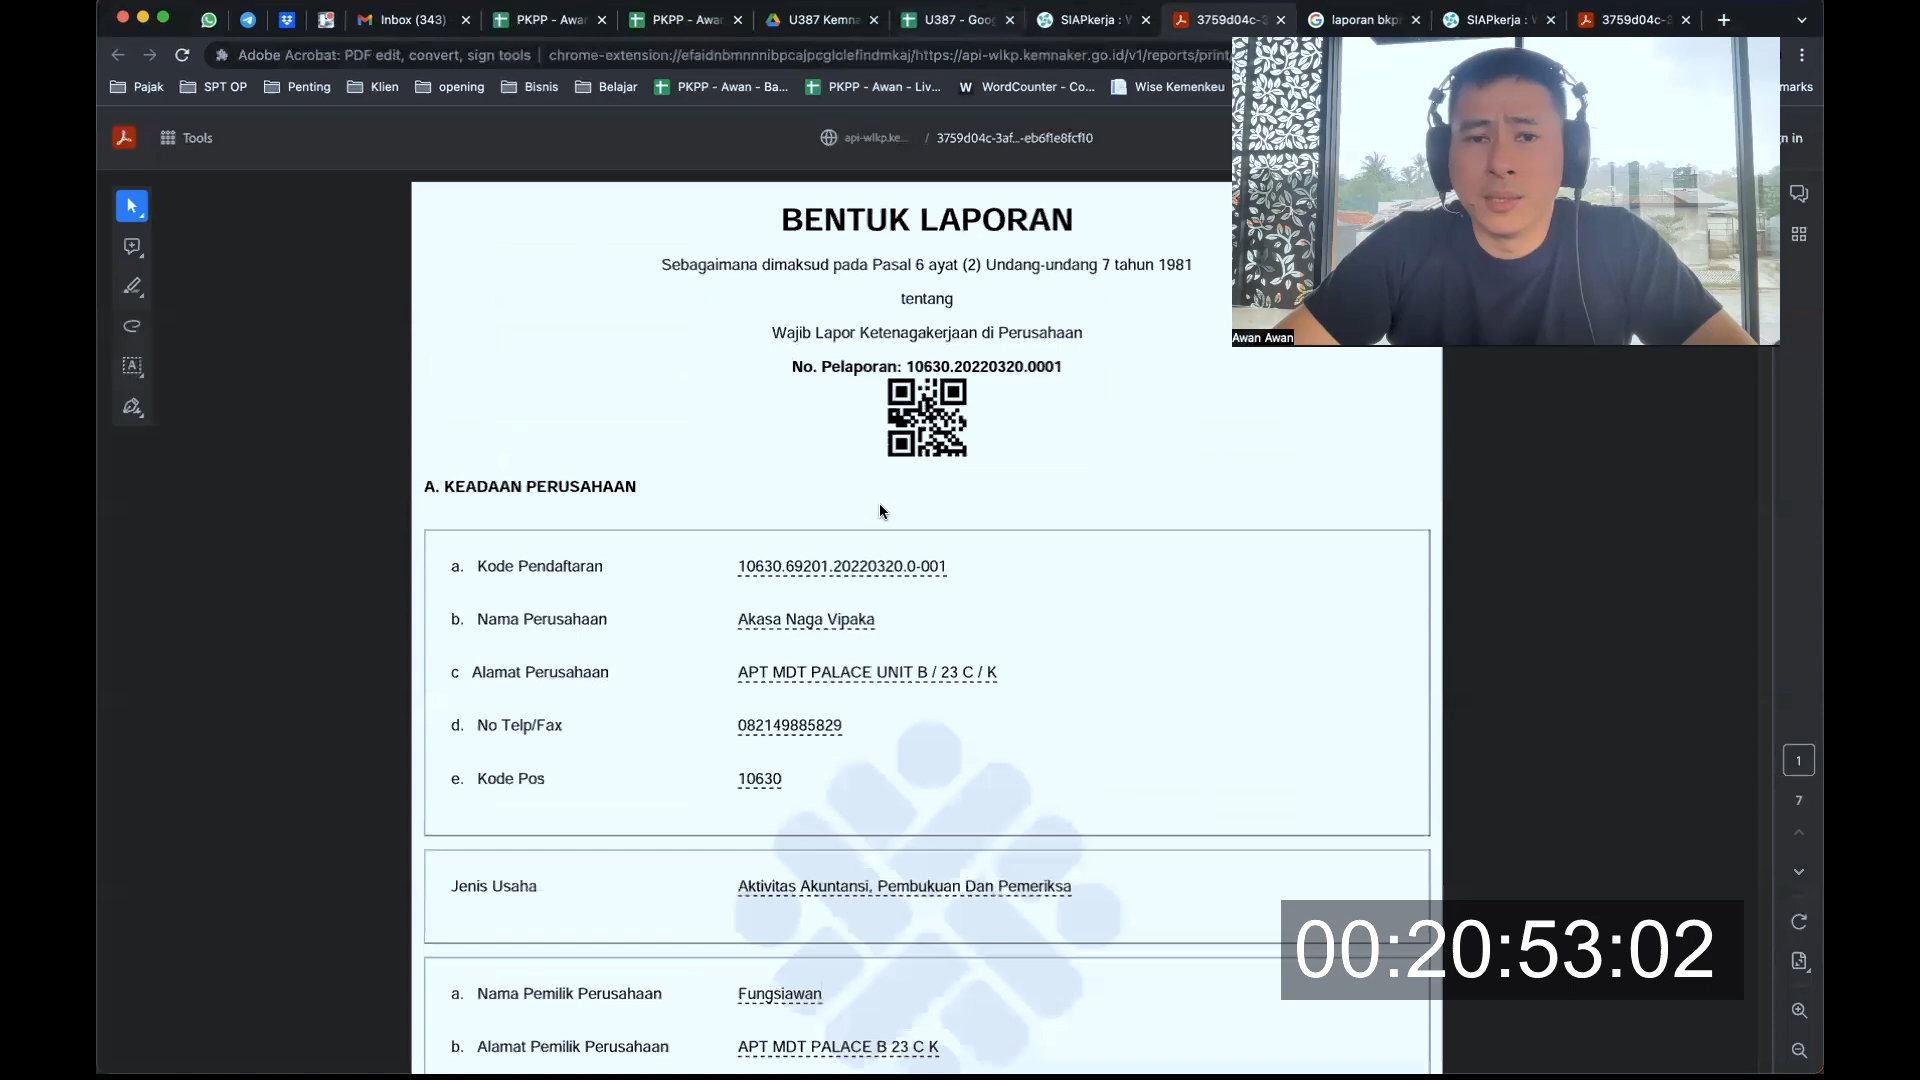 Inbox (343)
PKPP - Awa
PKPP - Awa
U387 Kemn
U387 - Goo
SIAPkerja :
3759d04c-3
laporan bkp
SIAPkerja :
3759d04c-3
Adobe Acrobat: PDF edit, convert, sign tools
chrome-extension://efaidnbmnnnibpcajpcglclefindmkaj/https://api-wlkp.kemnaker.go.id/v1/reports/print
Pajak
SPT OP
Penting
Klien
opening
Bisnis
Belajar
PKPP - Awan - Ba...
PKPP - Awan - Liv...
W WordCounter - Co...
Wise Kemenkeu
marks
Tools
api-wlkp.ke...
/ 3759d04c-3af...-eb6f1e8fcf10
n in
Awan Awan
BENTUK LAPORAN
Sebagaimana dimaksud pada Pasal 6 ayat (2) Undang-undang 7 tahun 1981
tentang
Wajib Lapor Ketenagakerjaan di Perusahaan
No. Pelaporan: 10630.20220320.0001
A. KEADAAN PERUSAHAAN
a. Kode Pendaftaran 10630.69201.20220320.0-001
b. Nama Perusahaan Akasa Naga Vipaka
c Alamat Perusahaan APT MDT PALACE UNIT B / 23 C / K
d. No Telp/Fax 082149885829
e. Kode Pos 10630
Jenis Usaha Aktivitas Akuntansi, Pembukuan Dan Pemeriksa
a. Nama Pemilik Perusahaan Fungsiawan
b. Alamat Pemilik Perusahaan APT MDT PALACE B 23 C K
1
7
00:20:53:02